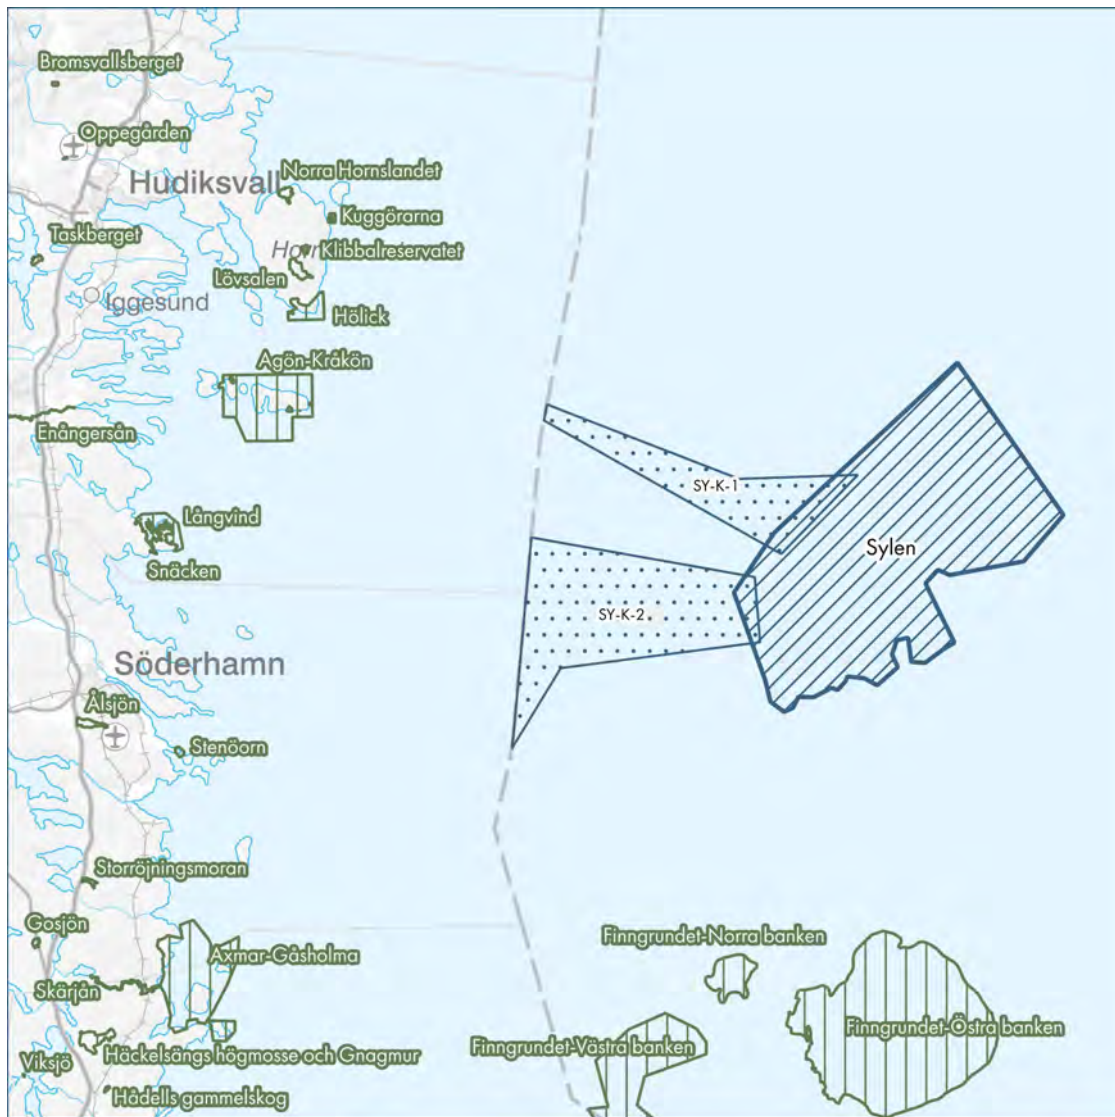 Bromsvallsberget
Oppegården
Hudiksvall
Norra Hornslandet
Kuggörarna
Taskberget
Klibbalreservatet
Lövsalen
Iggesund
Hölick
Agön-Kråkön
Enångersån
SY-K-1
Långvind
Sylen
Snäcken
SY-K-2
Söderhamn
Ålsjön
Stenöorn
Storröjningsmoran
Gosjön
Finngrundet-Norra banken
Axmar-Gåsholma
Skärjån
Finngrundet-Östra banken
Finngrundet-Västra banken
Häckelsängs högmosse och Gnagmur
Viksjö
Hådells gammelskog